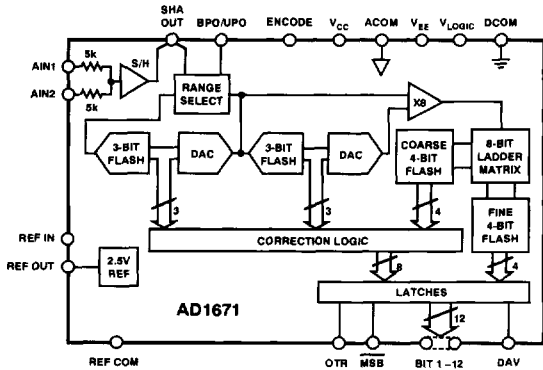 SHA
OUT
BPO/UPO
ENCODE
VCC
ACOM
VEE
VLOGIC
DCOM
AIN1
5k
S/H
AIN2
5k
RANGE
SELECT
X8
3-BIT
FLASH
DAC
3-BIT
FLASH
DAC
COARSE
4-BIT
FLASH
8-BIT
LADDER
MATRIX
3
3
4
FINE
4-BIT
FLASH
REF IN
CORRECTION LOGIC
REF OUT
2.5V
REF
8
4
LATCHES
AD1671
12
REF COM
OTR
MSB
BIT 1 –12
DAV